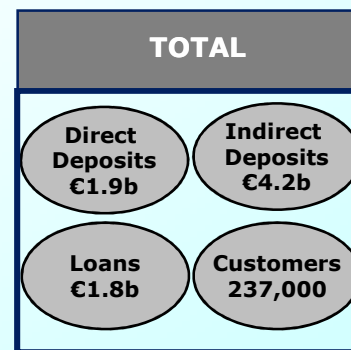 TOTAL
Direct
Deposits
€1.9b
Indirect
Deposits
€4.2b
Loans
€1.8b
Customers
237,000